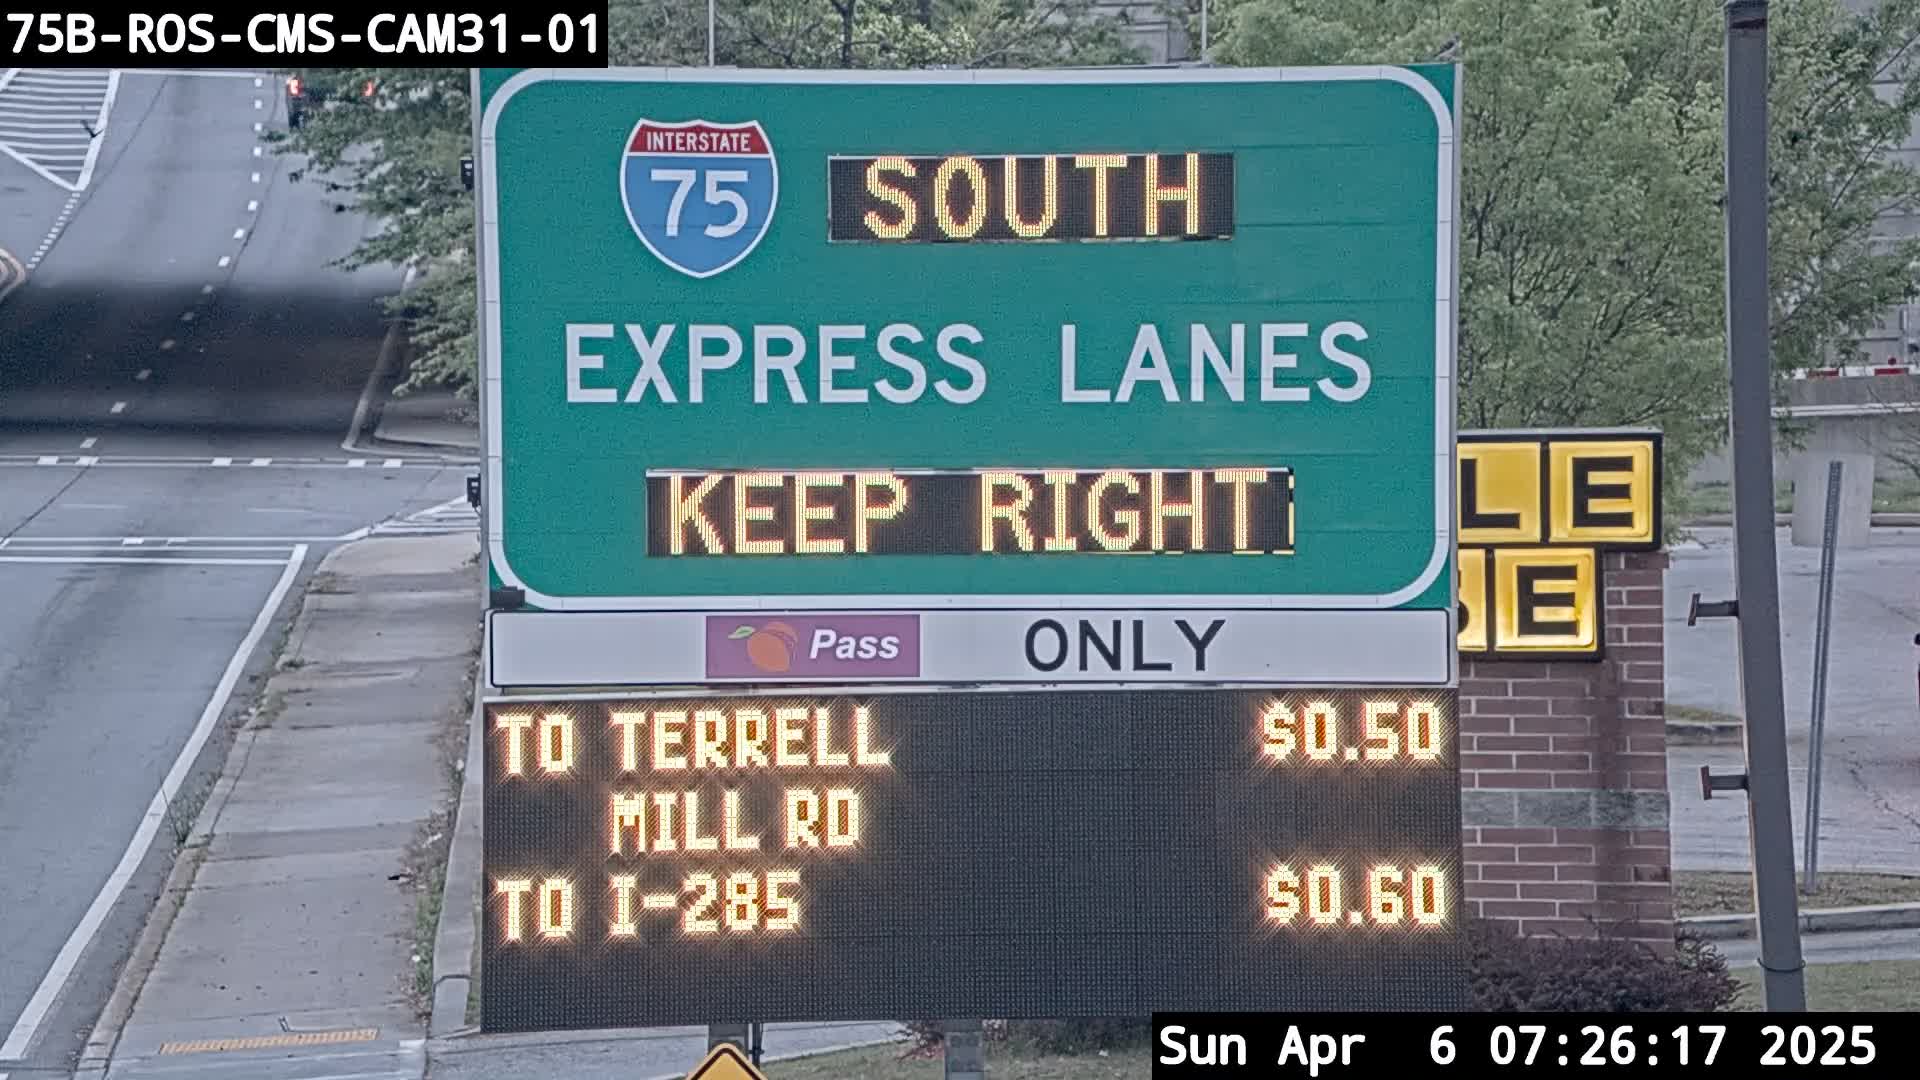 75B-ROS-CMS-CAM31-01
INTERSTATE
75
SOUTH
EXPRESS LANES
KEEP RIGHT
Pass ONLY
TO TERRELL $0.50
MILL RD
TO I-285 $0.60
LE
E
Sun Apr 6 07:26:17 2025